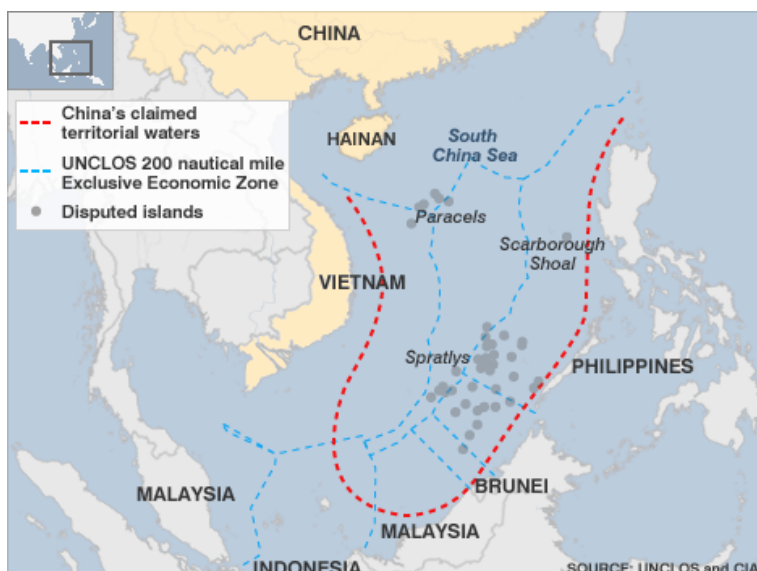 CHINA
China's claimed
territorial waters
UNCLOS 200 nautical mile
Exclusive Economic Zone
Disputed islands
HAINAN
South
China Sea
Paracels
Scarborough
Shoal
VIETNAM
Spratlys
PHILIPPINES
MALAYSIA
BRUNEI
MALAYSIA
INDONESIA
SOURCE: UNCLOS and CIA